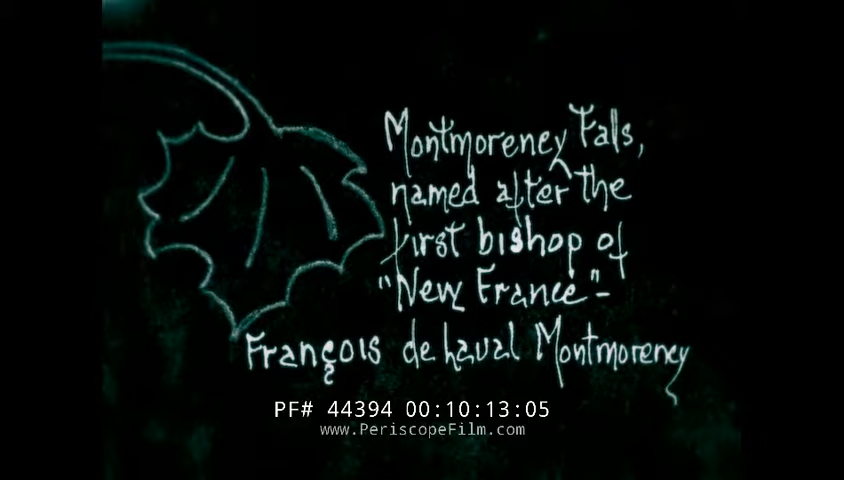 Montmorency Fals,
named after the
first bishop of
"New France"-
François de Laval Montmorency
PF# 44394 00:10:13:05
www.PeriscopeFilm.com